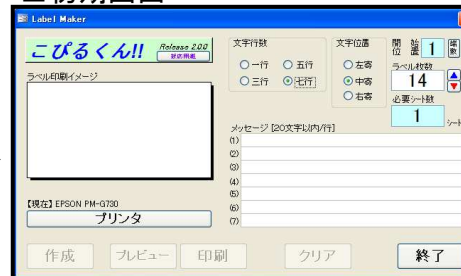 Label Maker
こぴるくん!! Release 2.00
対応用紙
ラベル印刷イメージ
【現在】EPSON PM-G730
プリンタ
文字行数
一行 五行
三行 七行
文字位置
左寄
中寄
右寄
開始位置 1
ラベル枚数
14
必要シート数
1
メッセージ [20文字以内/行]
(1)
(2)
(3)
(4)
(5)
(6)
(7)
作成 プレビュー 印刷 クリア 終了